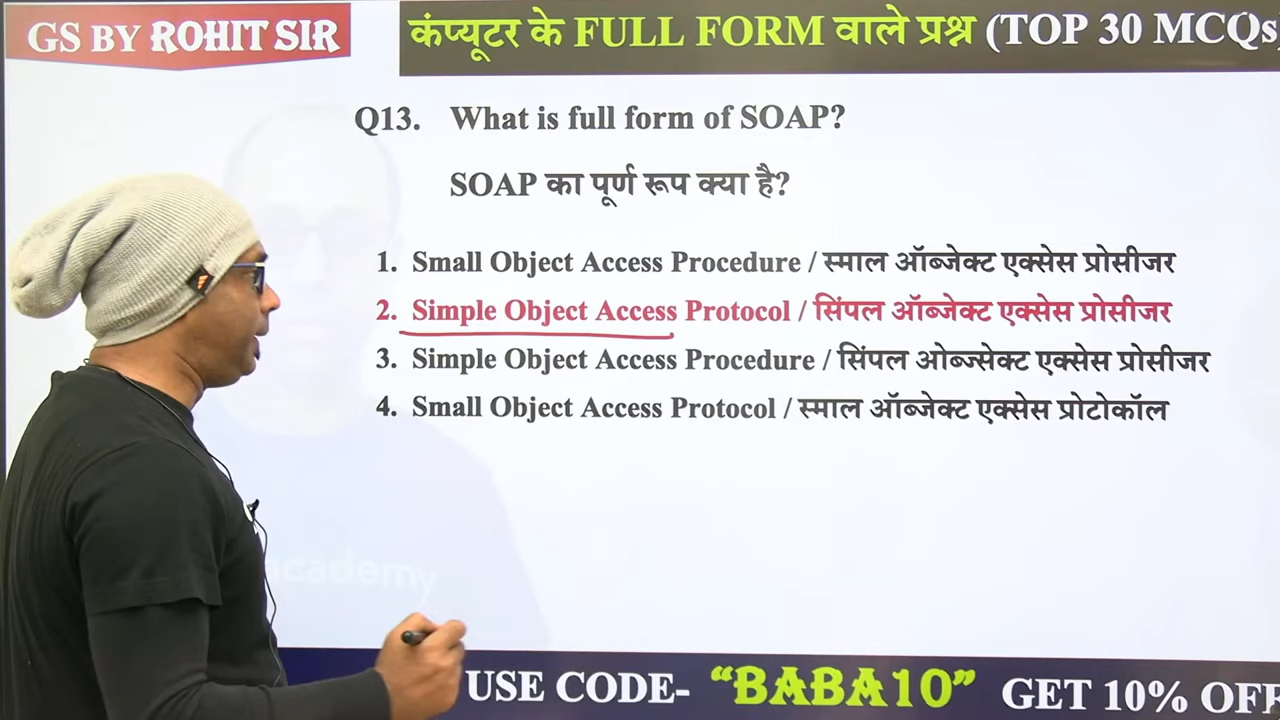 GS BY ROHIT SIR
कंप्यूटर के FULL FORM वाले प्रश्न (TOP 30 MCQs)
Q13. What is full form of SOAP?
SOAP का पूर्ण रूप क्या है?
1. Small Object Access Procedure / स्माल ऑब्जेक्ट एक्सेस प्रोसीजर
2. Simple Object Access Protocol / सिंपल ऑब्जेक्ट एक्सेस प्रोसीजर
3. Simple Object Access Procedure / सिंपल ओब्ज्सेक्ट एक्सेस प्रोसीजर
4. Small Object Access Protocol / स्माल ऑब्जेक्ट एक्सेस प्रोटोकॉल
academy
USE CODE- “BABA10” GET 10% OFF